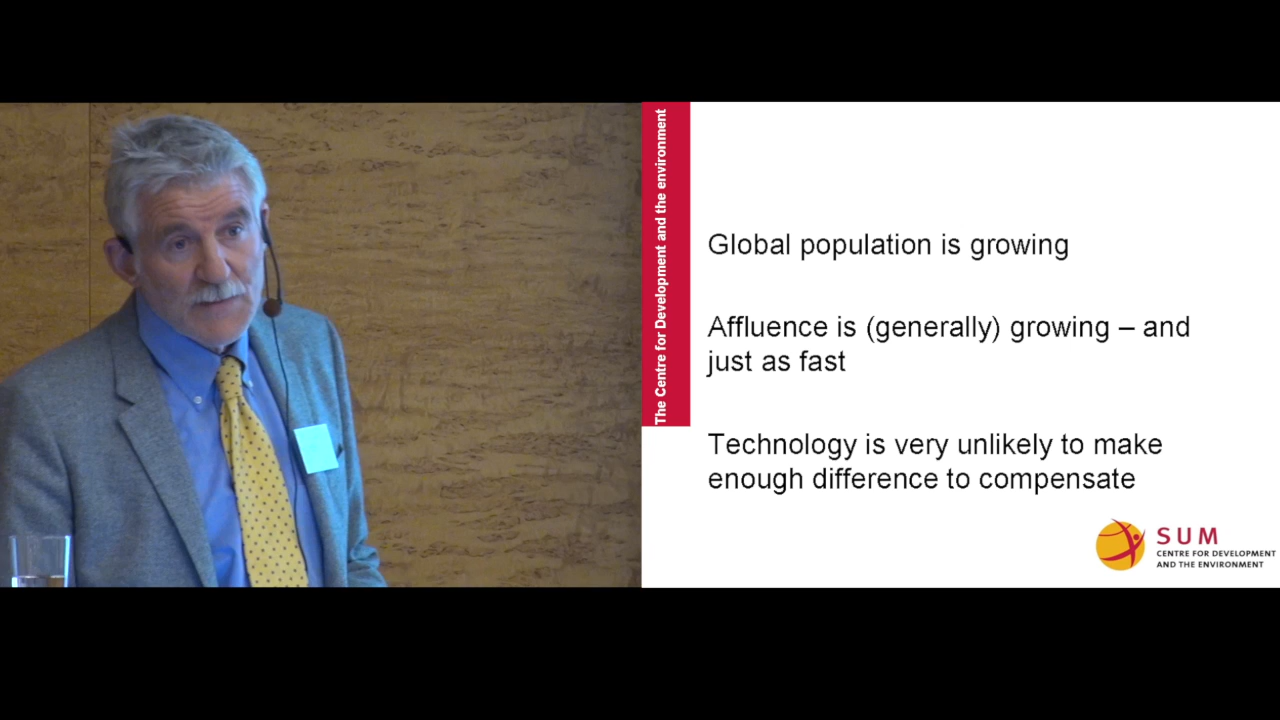 The Centre for Development and the environment
Global population is growing
Affluence is (generally) growing – and
just as fast
Technology is very unlikely to make
enough difference to compensate
SUM
CENTRE FOR DEVELOPMENT
AND THE ENVIRONMENT